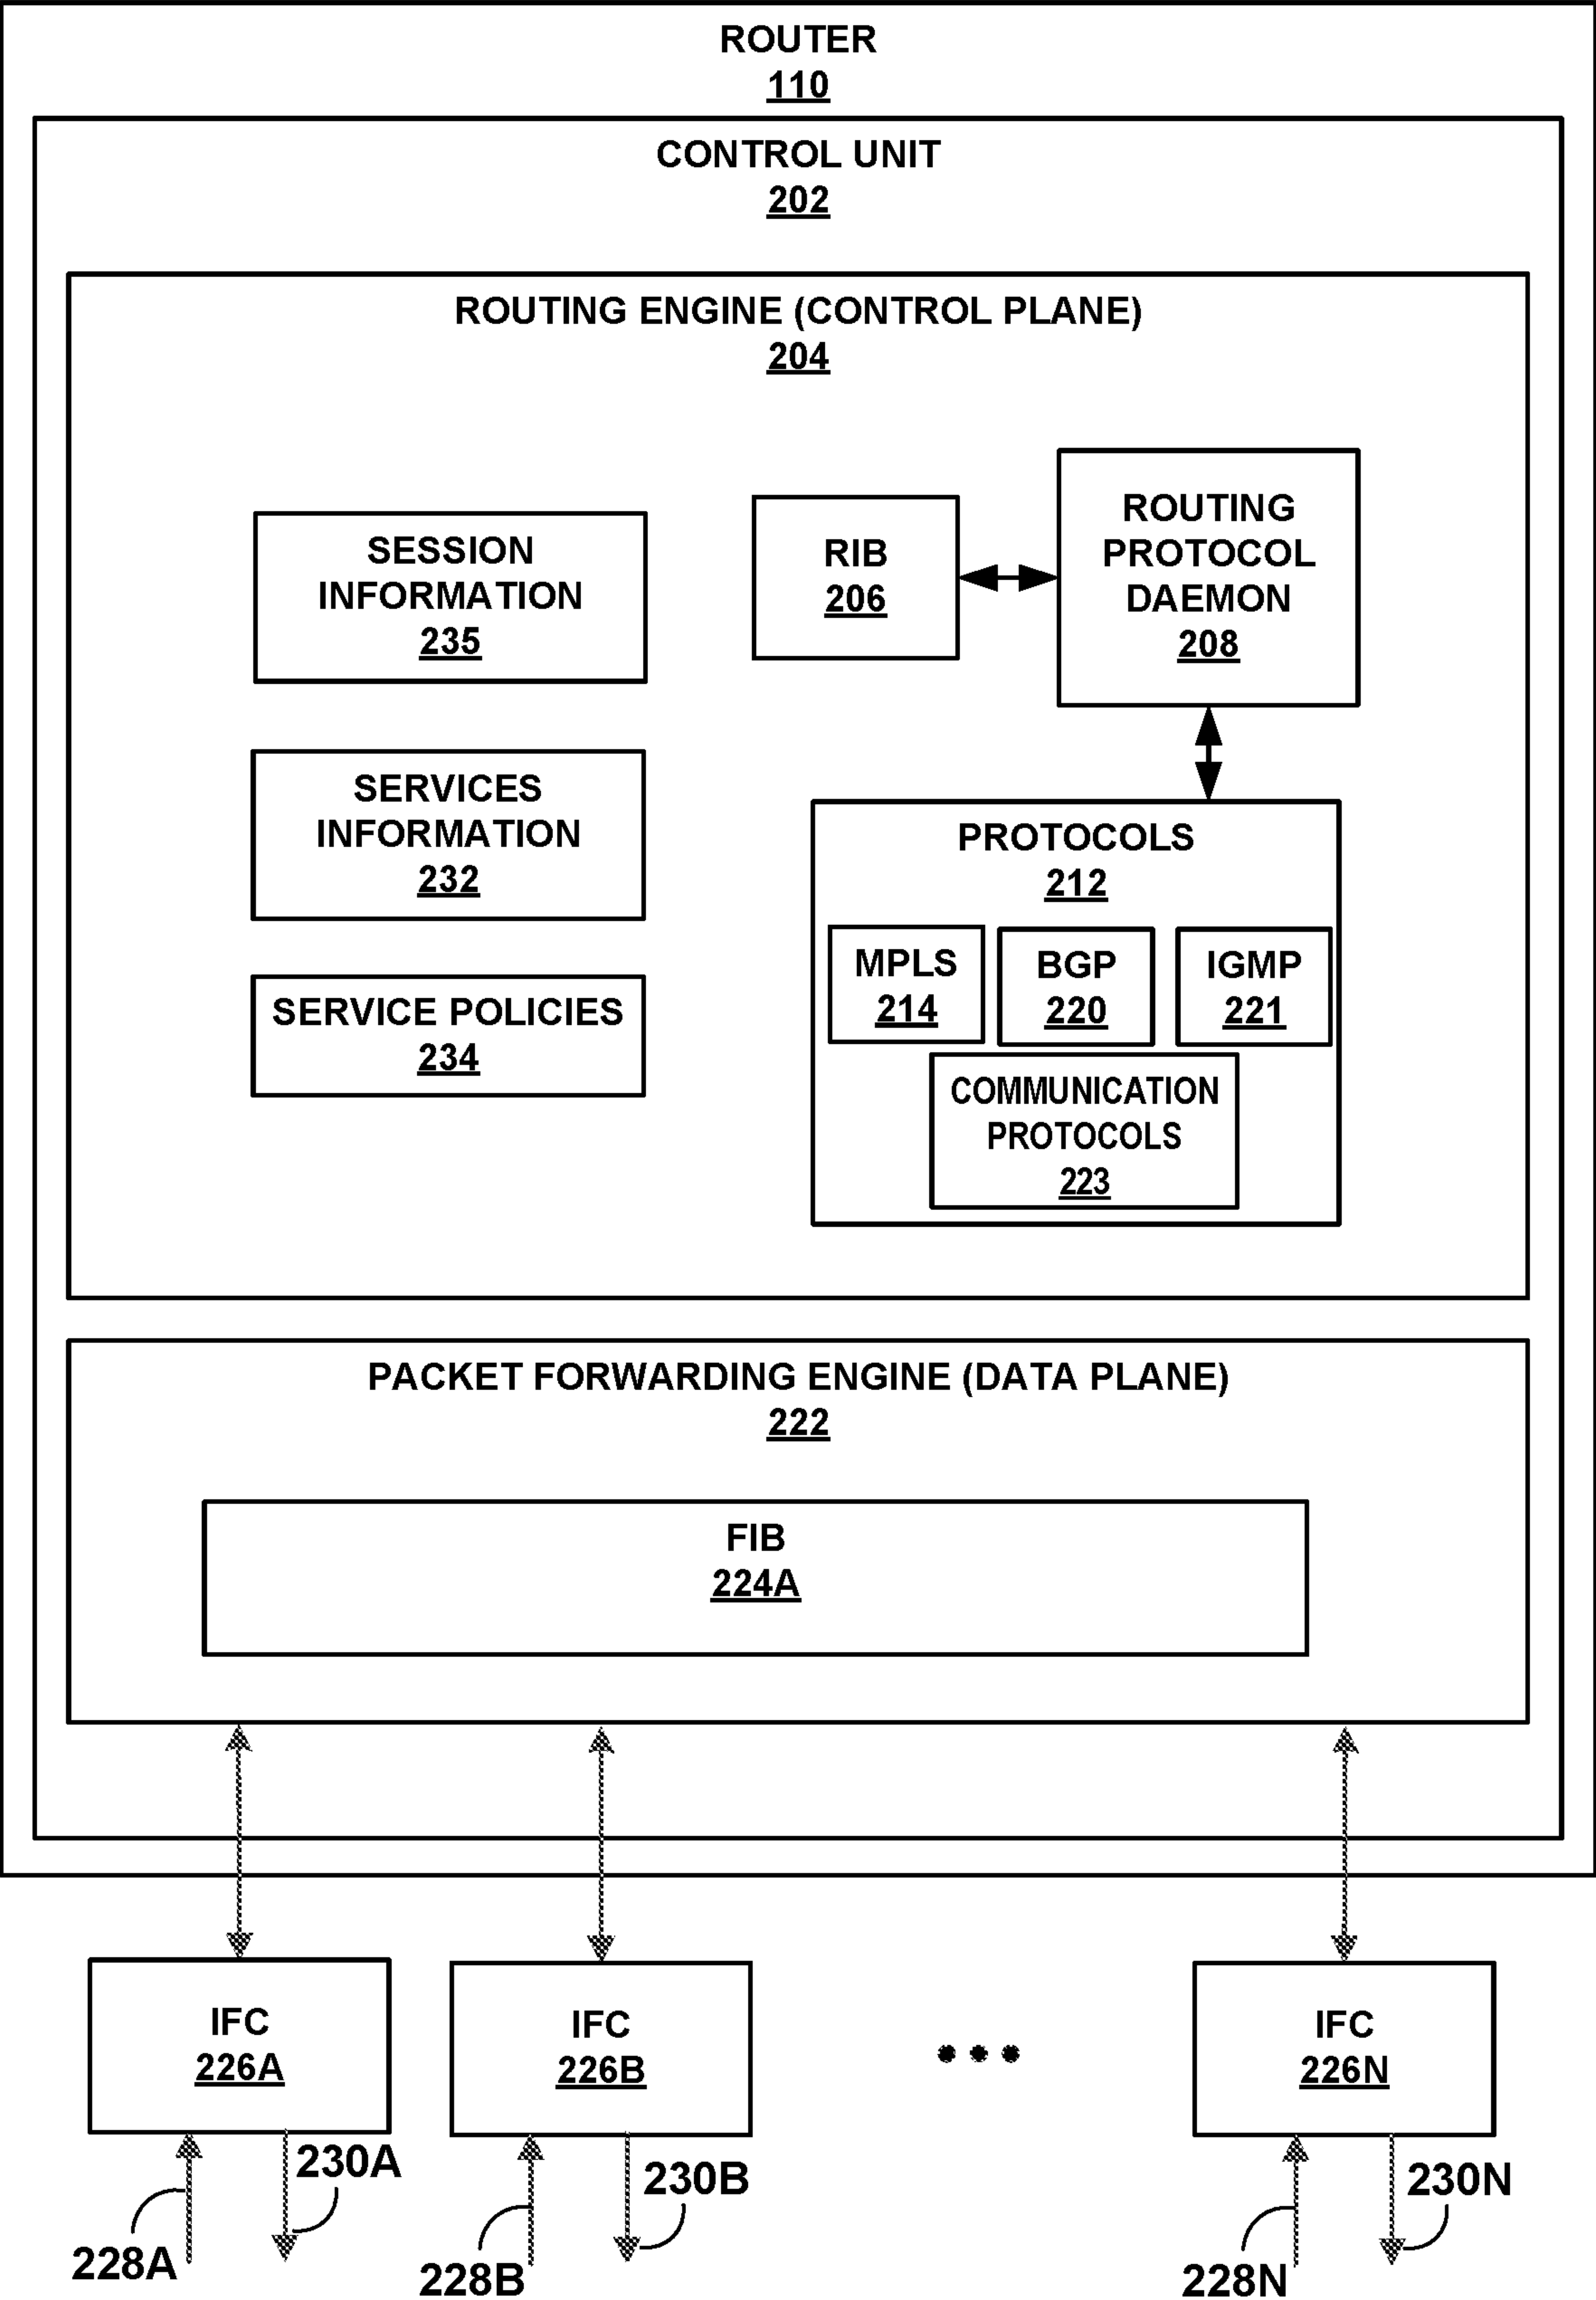 ROUTER
110
CONTROL UNIT
202
ROUTING ENGINE (CONTROL PLANE)
204
SESSION
INFORMATION
235
RIB
206
ROUTING
PROTOCOL
DAEMON
208
SERVICES
INFORMATION
232
SERVICE POLICIES
234
PROTOCOLS
212
MPLS
214
BGP
220
IGMP
221
COMMUNICATION
PROTOCOLS
223
PACKET FORWARDING ENGINE (DATA PLANE)
222
FIB
224A
IFC
226A
IFC
226B
IFC
226N
228A
230A
228B
230B
228N
230N